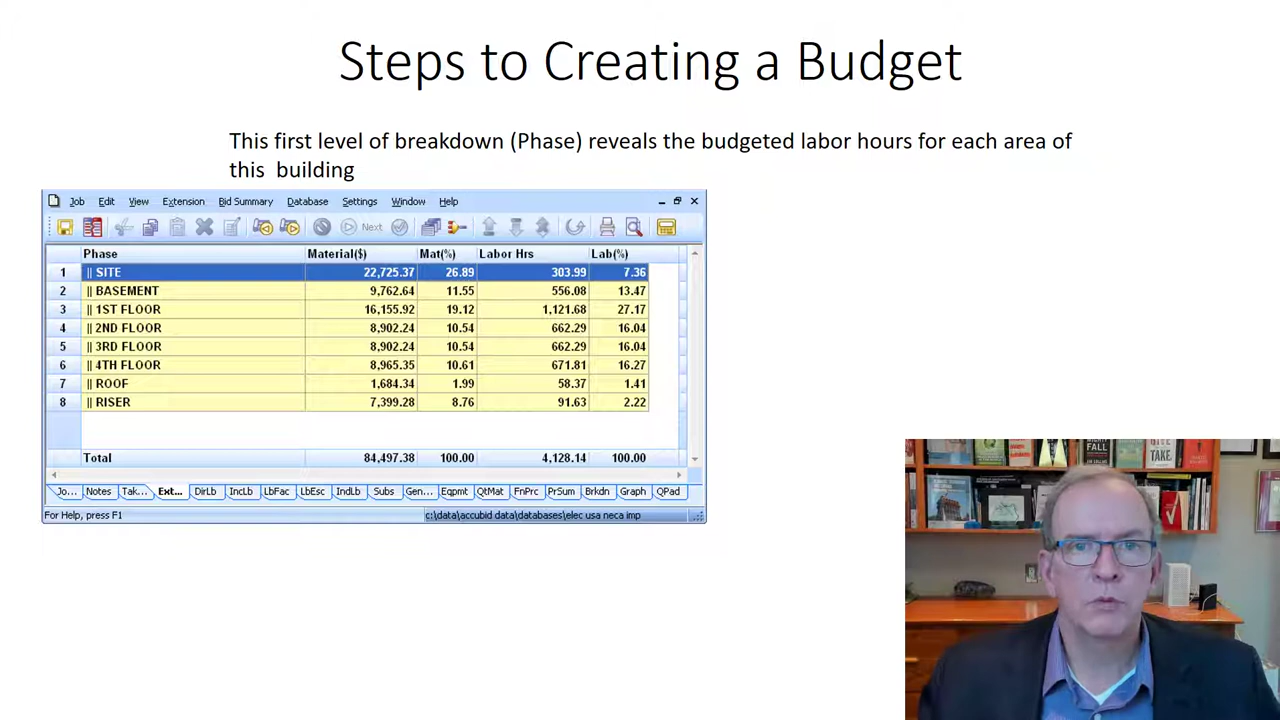 Steps to Creating a Budget
This first level of breakdown (Phase) reveals the budgeted labor hours for each area of
this  building
Job Edit View Extension Bid Summary Database Settings Window Help
Next
Phase Material($) Mat(%) Labor Hrs Lab(%)
1 || SITE 22,725.37 26.89 303.99 7.36
2 || BASEMENT 9,762.64 11.55 556.08 13.47
3 || 1ST FLOOR 16,155.92 19.12 1,121.68 27.17
4 || 2ND FLOOR 8,902.24 10.54 662.29 16.04
5 || 3RD FLOOR 8,902.24 10.54 662.29 16.04
6 || 4TH FLOOR 8,965.35 10.61 671.81 16.27
7 || ROOF 1,684.34 1.99 58.37 1.41
8 || RISER 7,399.28 8.76 91.63 2.22
Total 84,497.38 100.00 4,128.14 100.00
Jo... Notes Tak... Ext... DirLb IncLb LbFac LbEsc IndLb Subs Gen... Eqpmt QtMat FnPrc PrSum Brkdn Graph QPad
For Help, press F1 c:\data\accubid data\databases\elec usa neca imp
FALL
TAKE